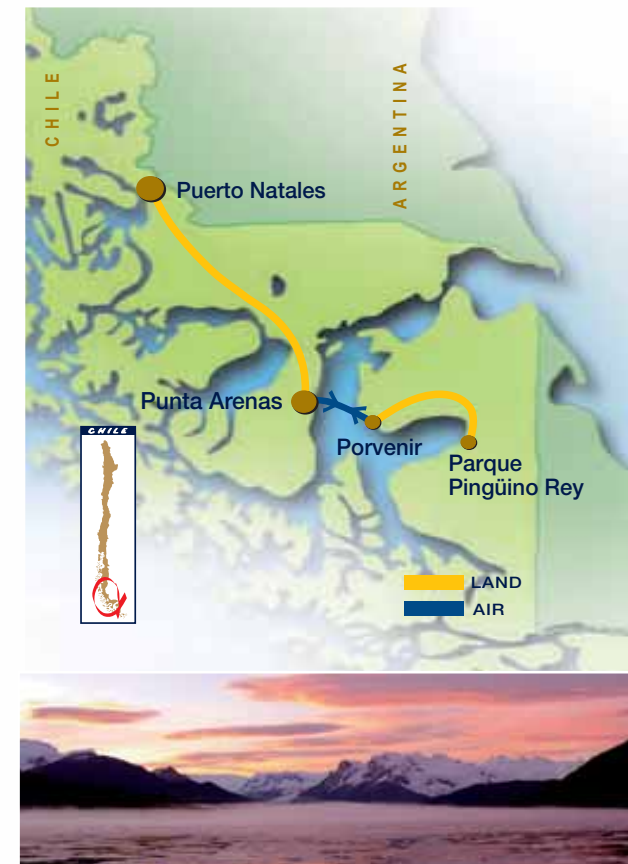 CHILE
ARGENTINA
Puerto Natales
Punta Arenas
Porvenir
Parque
Pingüino Rey
CHILE
LAND
AIR